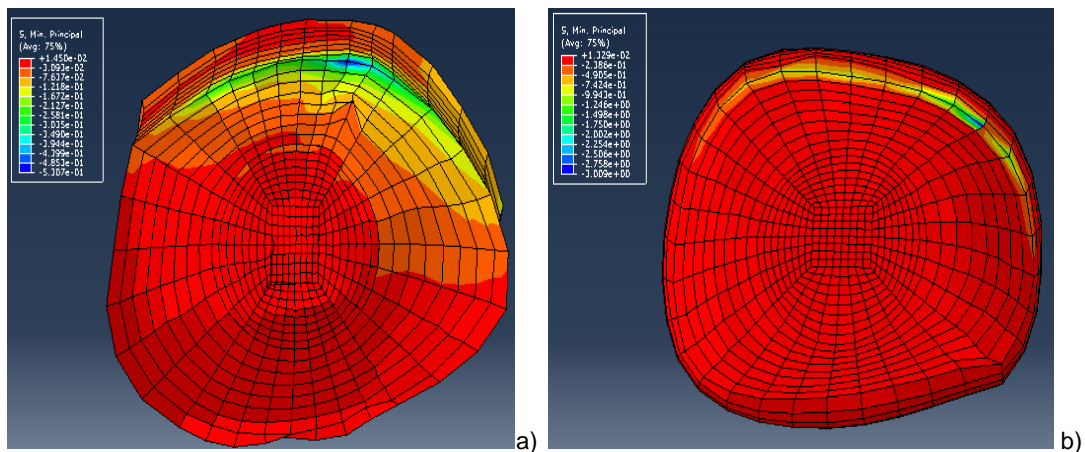 S, Min. Principal
(Avg: 75%)
+1.450e-02
-3.093e-02
-7.637e-02
-1.218e-01
-1.672e-01
-2.127e-01
-2.581e-01
-3.035e-01
-3.490e-01
-3.944e-01
-4.399e-01
-4.853e-01
-5.307e-01
a)
S, Min. Principal
(Avg: 75%)
+1.329e-02
-2.386e-01
-4.905e-01
-7.424e-01
-9.943e-01
-1.246e+00
-1.498e+00
-1.750e+00
-2.002e+00
-2.254e+00
-2.506e+00
-2.758e+00
-3.009e+00
b)